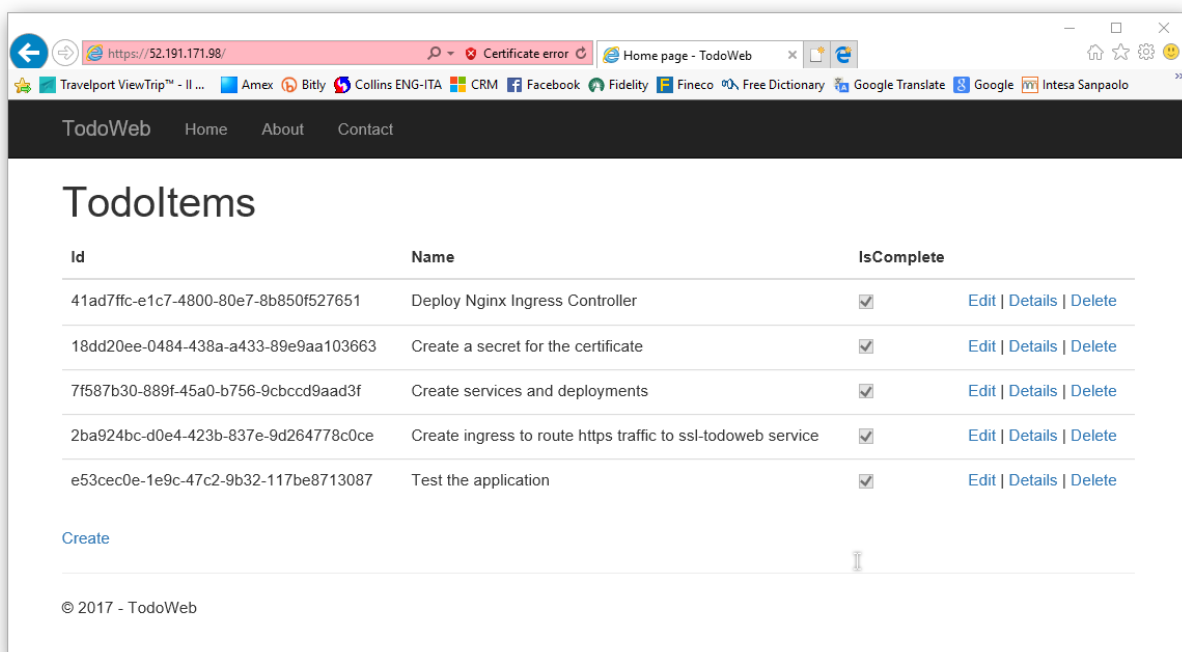 https://52.191.171.98/ Certificate error Home page - TodoWeb
Travelport ViewTrip™ - Il ... Amex Bitly Collins ENG-ITA CRM Facebook Fidelity Fineco Free Dictionary Google Translate Google Intesa Sanpaolo
TodoWeb Home About Contact
TodoItems
Id Name IsComplete
41ad7ffc-e1c7-4800-80e7-8b850f527651 Deploy Nginx Ingress Controller Edit | Details | Delete
18dd20ee-0484-438a-a433-89e9aa103663 Create a secret for the certificate Edit | Details | Delete
7f587b30-889f-45a0-b756-9cbccd9aad3f Create services and deployments Edit | Details | Delete
2ba924bc-d0e4-423b-837e-9d264778c0ce Create ingress to route https traffic to ssl-todoweb service Edit | Details | Delete
e53cec0e-1e9c-47c2-9b32-117be8713087 Test the application Edit | Details | Delete
Create
© 2017 - TodoWeb